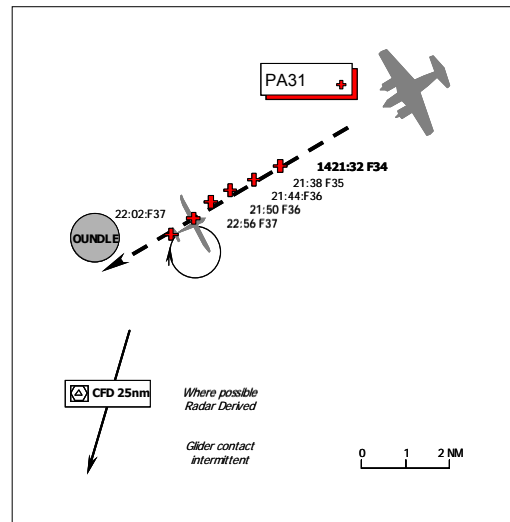 PA31
1421:32 F34
21:38 F35
21:44:F36
21:50 F36
22:56 F37
22:02:F37
OUNDLE
CFD 25nm
Where possible
Radar Derived
Glider contact
intermittent
0 1 2 NM